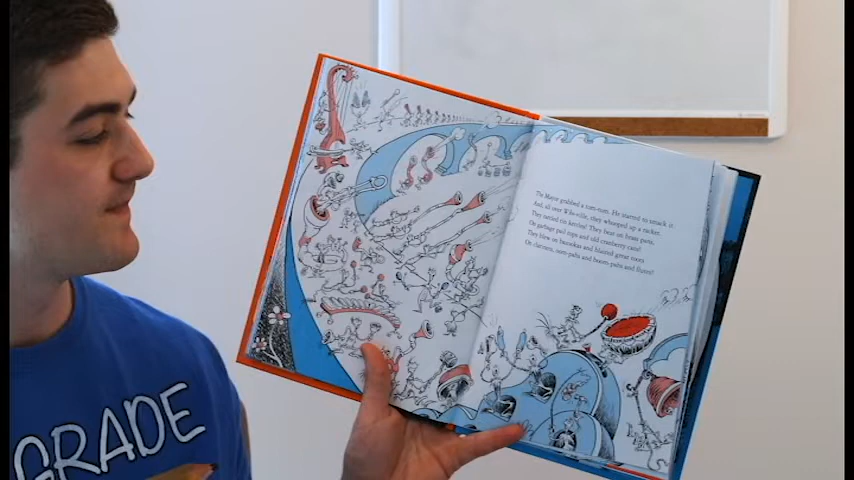 The Mayor grabbed a tom-tom. He started to smack it.
And, all over Who-ville, they whooped up a racket.
They rattled tin kettles! They beat on brass pans,
On garbage pail tops and old cranberry cans!
They blew on bazookas and blasted great toots
On clarinets, oom-pahs and boom-pahs and flutes!
GRADE